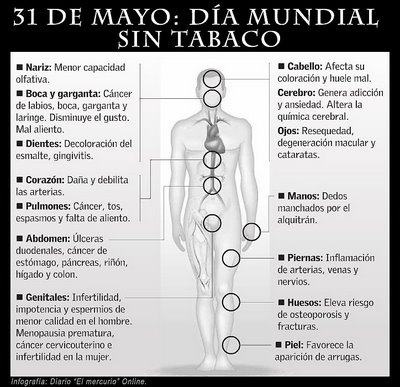 31 DE MAYO: DÍA MUNDIAL
SIN TABACO
■ Nariz: Menor capacidad
olfativa.
■ Boca y garganta: Cáncer
de labios, boca, garganta y
laringe. Disminuye el gusto.
Mal aliento.
■ Dientes: Decoloración del
esmalte, gingivitis.
■ Corazón: Daña y debilita
las arterias.
■ Pulmones: Cáncer, tos,
espasmos y falta de aliento.
■ Abdomen: Úlceras
duodenales, cáncer de
estómago, páncreas, riñón,
hígado y colon.
■ Genitales: Infertilidad,
impotencia y espermios de
menor calidad en el hombre.
Menopausia prematura,
cáncer cervicouterino e
infertilidad en la mujer.
■ Cabello: Afecta su
coloración y huele mal.
Cerebro: Genera adicción
y ansiedad. Altera la
química cerebral.
Ojos: Resequedad,
degeneración macular y
cataratas.
■ Manos: Dedos
manchados por el
alquitrán.
■ Piernas: Inflamación
de arterias, venas y
nervios.
■ Huesos: Eleva riesgo
de osteoporosis y
fracturas.
■ Piel: Favorece la
aparición de arrugas.
Infografía: Diario "El mercurio" Online.